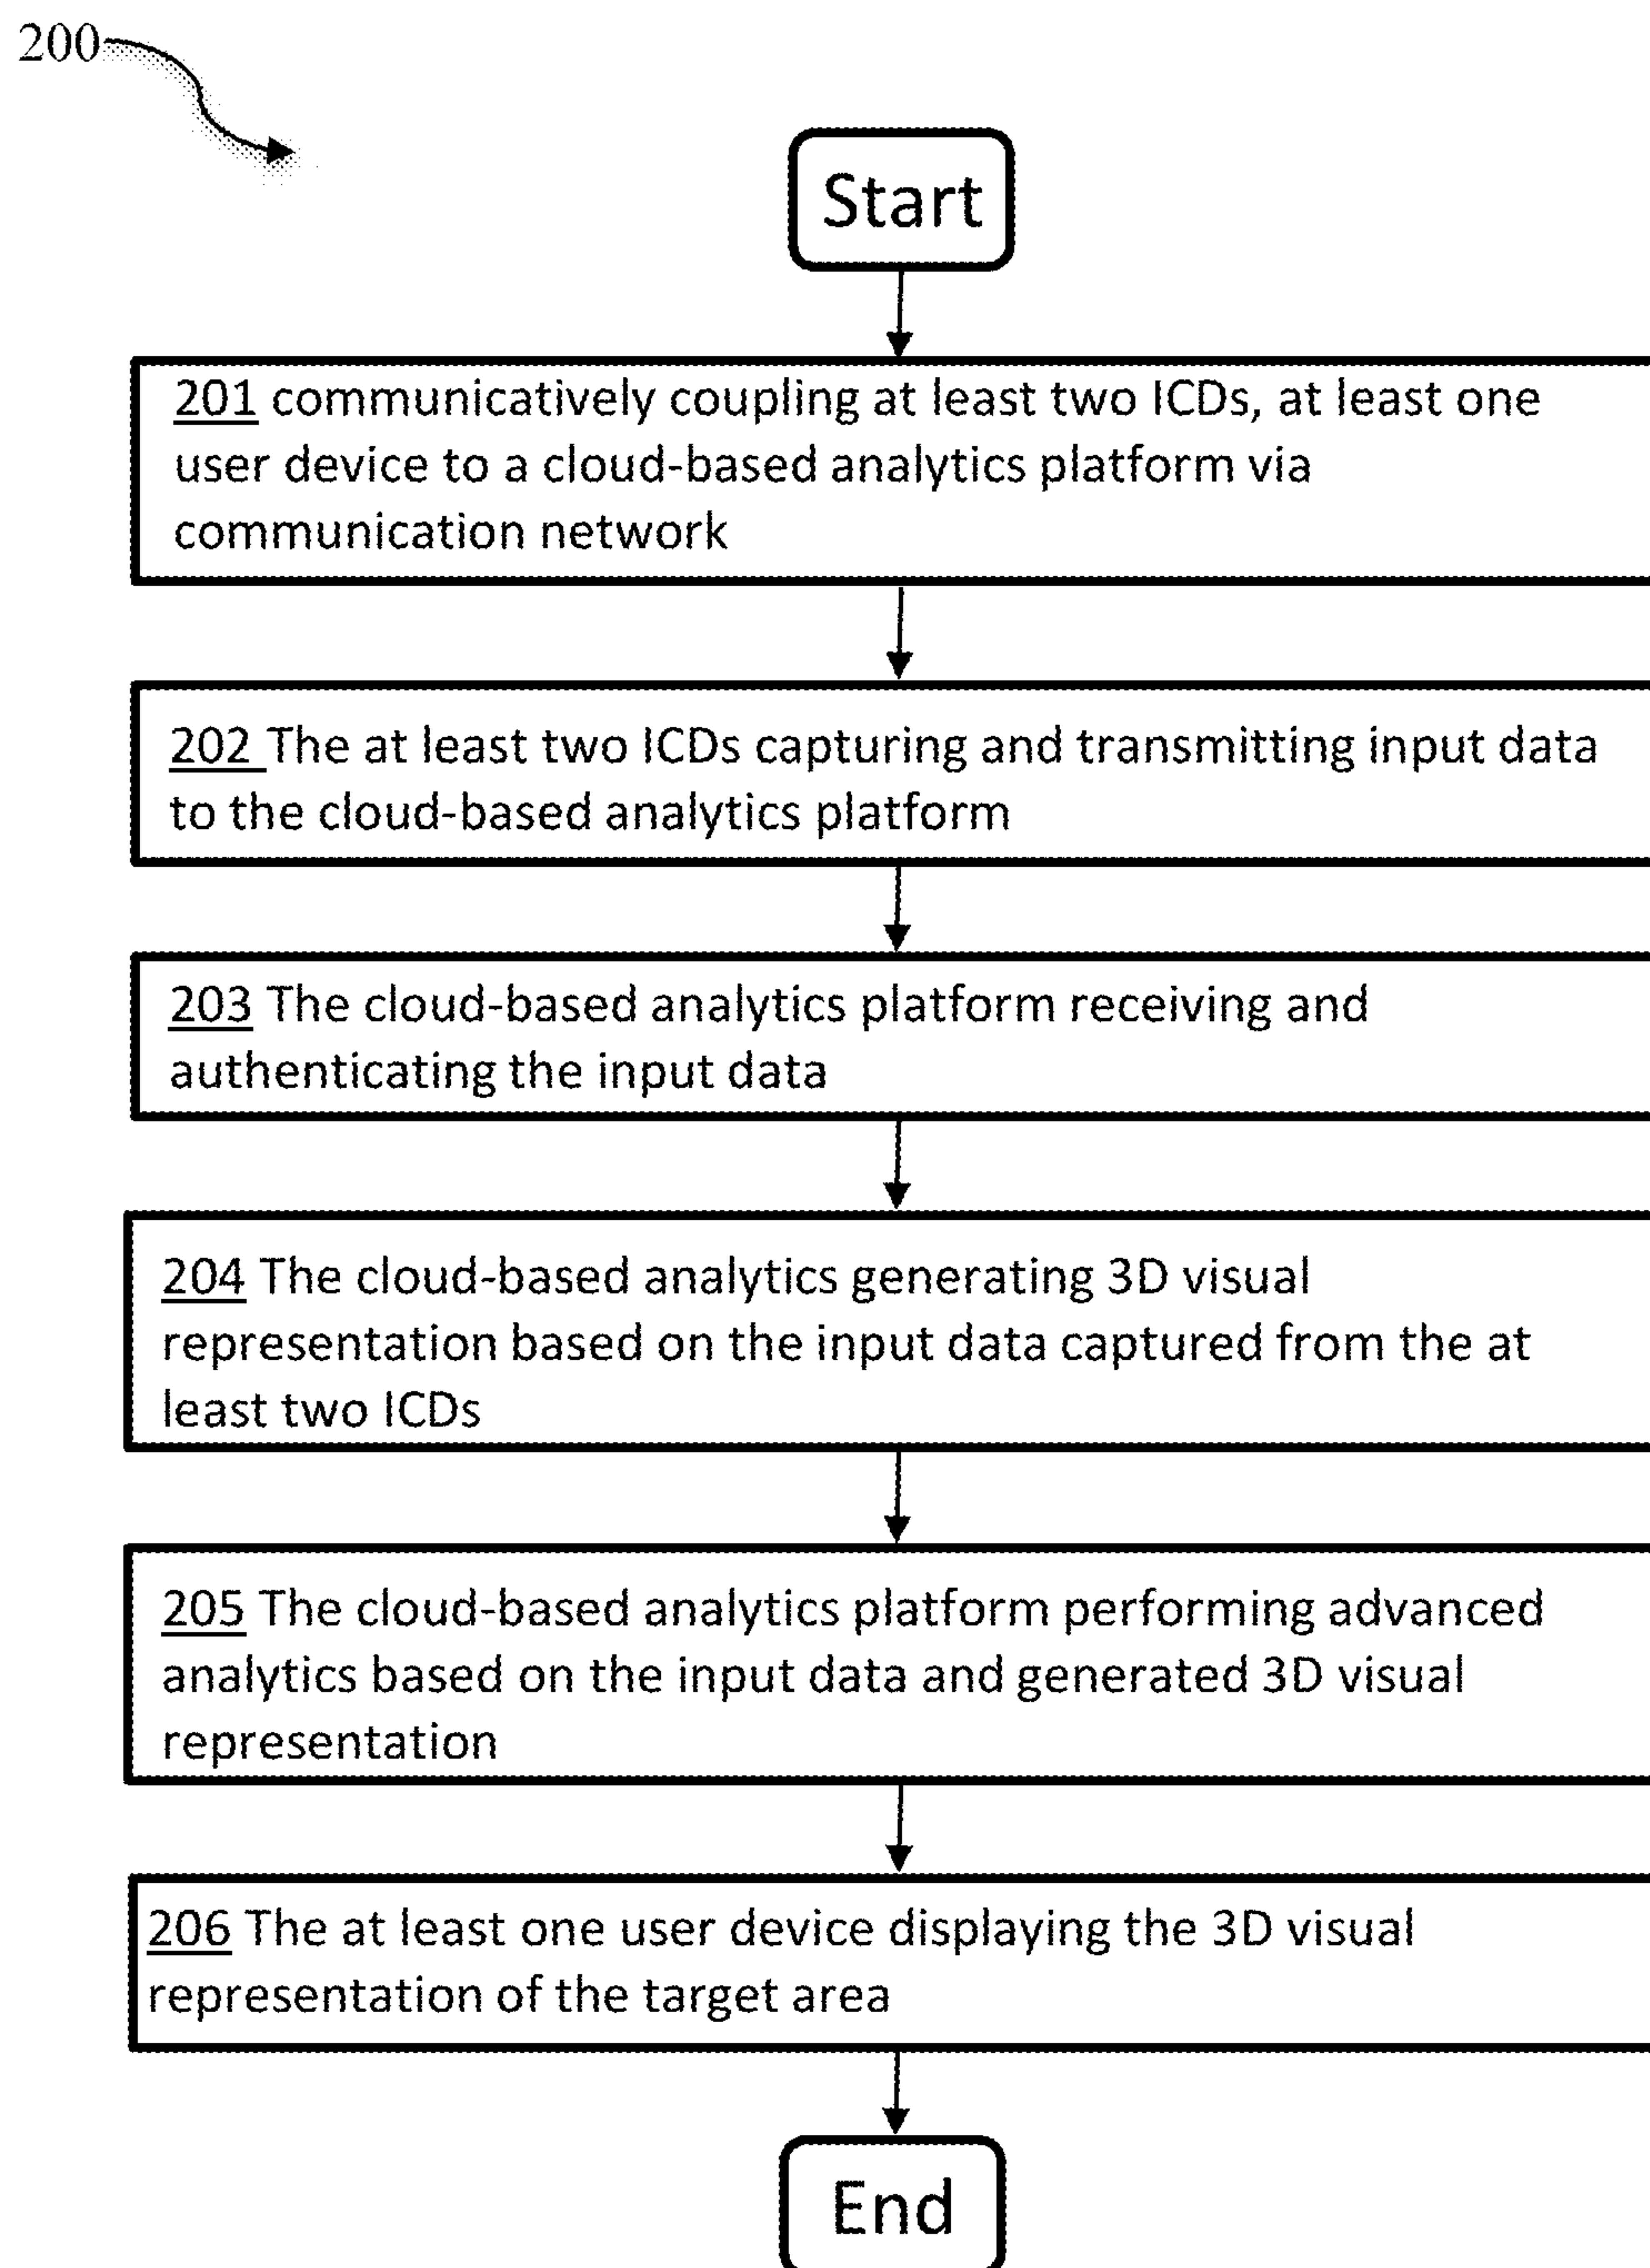 200
Start
201 communicatively coupling at least two ICDs, at least one
user device to a cloud-based analytics platform via
communication network
202 The at least two ICDs capturing and transmitting input data
to the cloud-based analytics platform
203 The cloud-based analytics platform receiving and
authenticating the input data
204 The cloud-based analytics generating 3D visual
representation based on the input data captured from the at
least two ICDs
205 The cloud-based analytics platform performing advanced
analytics based on the input data and generated 3D visual
representation
206 The at least one user device displaying the 3D visual
representation of the target area
End